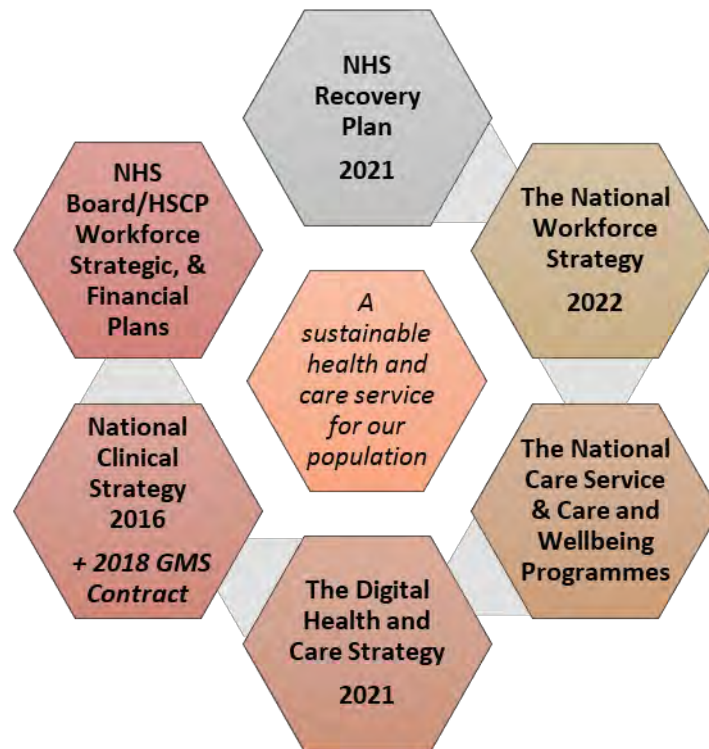 NHS
Recovery
Plan
2021
The National
Workforce
Strategy
2022
The National
Care Service
& Care and
Wellbeing
Programmes
The Digital
Health and
Care Strategy
2021
National
Clinical
Strategy
2016
+ 2018 GMS
Contract
NHS
Board/HSCP
Workforce
Strategic, &
Financial
Plans
A
sustainable
health and
care service
for our
population